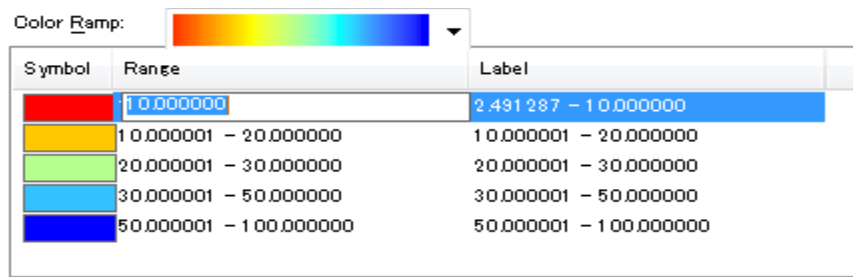 Color Ramp:
Symbol Range Label
10.000000 2.491287 - 10.000000
10.000001 - 20.000000 10.000001 - 20.000000
20.000001 - 30.000000 20.000001 - 30.000000
30.000001 - 50.000000 30.000001 - 50.000000
50.000001 - 100.000000 50.000001 - 100.000000